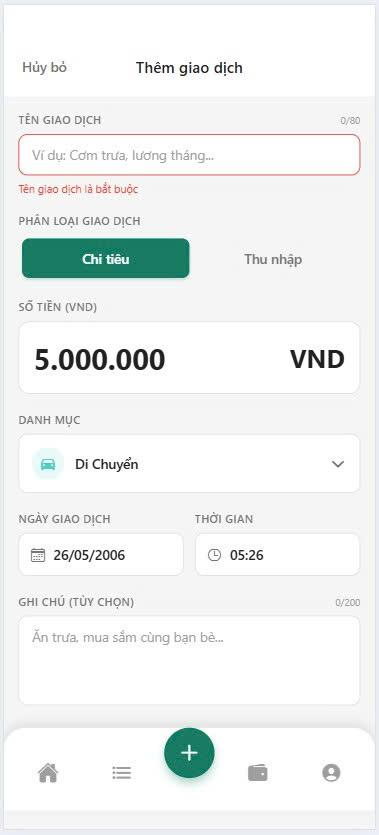 Hủy bỏ
Thêm giao dịch
TÊN GIAO DỊCH
0/80
Ví dụ: Cơm trưa, lương tháng...
Tên giao dịch là bắt buộc
PHÂN LOẠI GIAO DỊCH
Chi tiêu
Thu nhập
SỐ TIỀN (VND)
5.000.000
VND
DANH MỤC
Di Chuyển
NGÀY GIAO DỊCH
THỜI GIAN
26/05/2006
05:26
GHI CHÚ (TÙY CHỌN)
0/200
Ăn trưa, mua sắm cùng bạn bè...